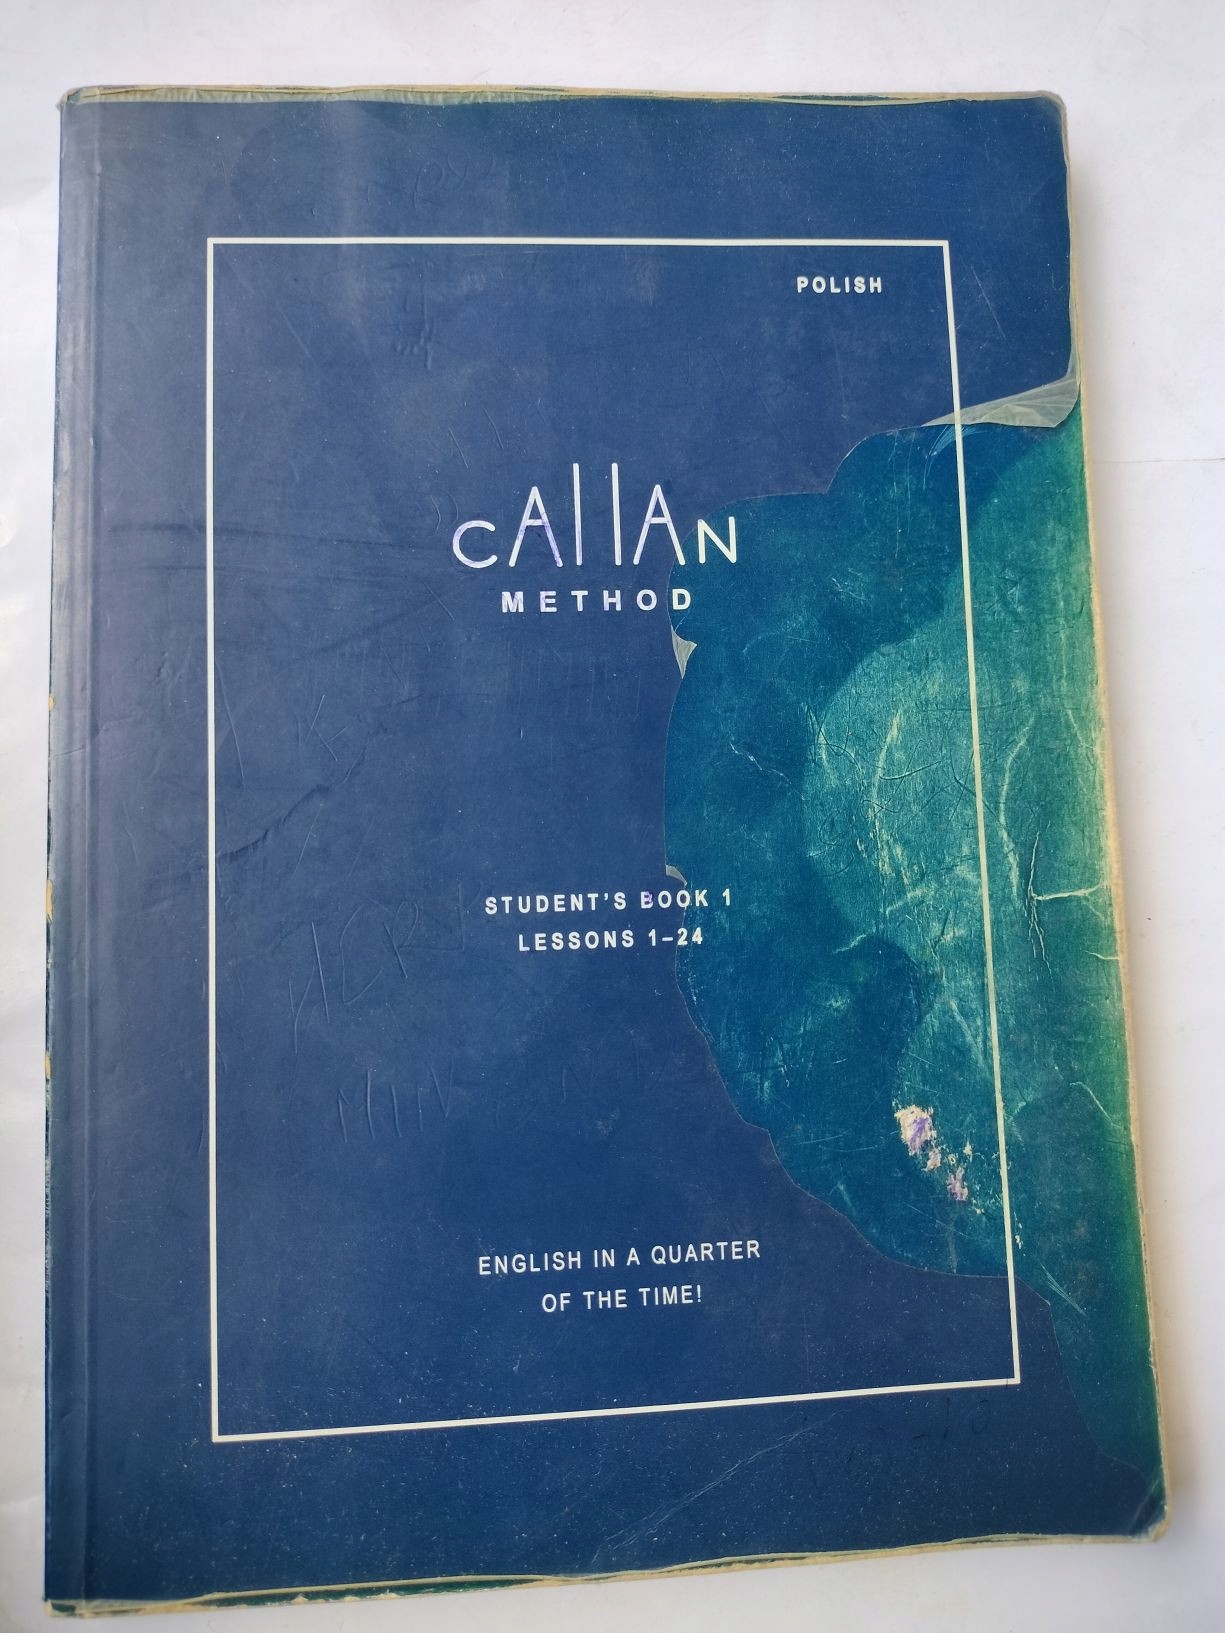 POLISH
CAllAN
METHOD
STUDENT'S BOOK 1
LESSONS 1–24
ENGLISH IN A QUARTER
OF THE TIME!